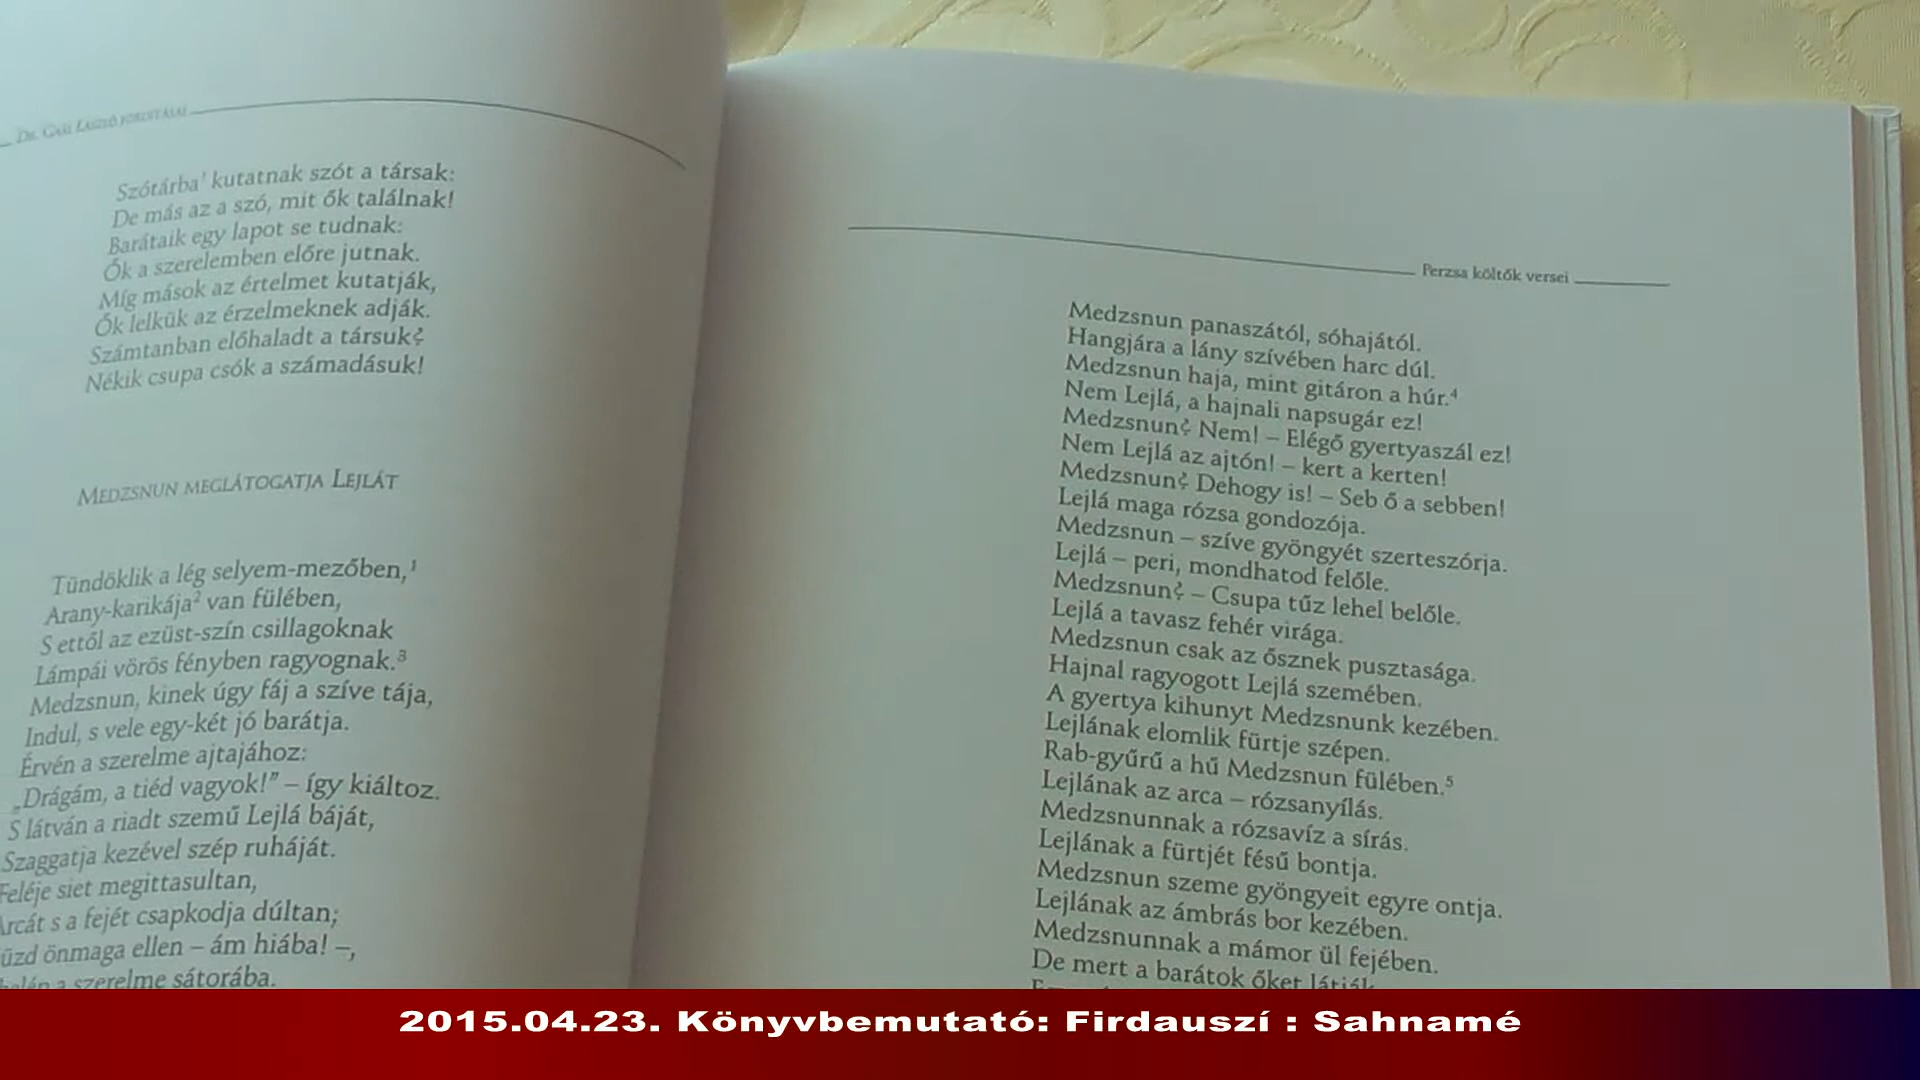 Dr. Gaál László fordításai
Szótárba¹ kutatnak szót a társak:
De más az a szó, mit ők találnak!
Barátaik egy lapot se tudnak:
Ők a szerelemben előre jutnak.
Míg mások az értelmet kutatják,
Ők lelkük az érzelmeknek adják.
Számtanban előhaladt a társuk?
Nékik csupa csók a számadásuk!
Medzsnun meglátogatja Lejlát
Tündöklik a lég selyem-mezőben,¹
Arany-karikája² van fülében,
S ettől az ezüst-szín csillagoknak
Lámpái vörös fényben ragyognak.³
Medzsnun, kinek úgy fáj a szíve tája,
Indul, s vele egy-két jó barátja.
Érvén a szerelme ajtajához:
„Drágám, a tiéd vagyok!” – így kiáltoz.
S látván a riadt szemű Lejlá báját,
Szaggatja kezével szép ruháját.
Feléje siet megittasultan,
Arcát s a fejét csapkodja dúltan;
önmaga ellen – ám hiába! –,
a szerelme sátorába.
Perzsa költők versei
Medzsnun panaszától, sóhajától.
Hangjára a lány szívében harc dúl.
Medzsnun haja, mint gitáron a húr.⁴
Nem Lejlá, a hajnali napsugár ez!
Medzsnun? Nem! – Elégő gyertyaszál ez!
Nem Lejlá az ajtón! – kert a kerten!
Medzsnun? Dehogy is! – Seb ő a sebben!
Lejlá maga rózsa gondozója.
Medzsnun – szíve gyöngyét szerteszórja.
Lejlá – peri, mondhatod felőle.
Medzsnun? – Csupa tűz lehel belőle.
Lejlá a tavasz fehér virága.
Medzsnun csak az ősznek pusztasága.
Hajnal ragyogott Lejlá szemében.
A gyertya kihunyt Medzsnunk kezében.
Lejlának elomlik fürtje szépen.
Rab-gyűrű a hű Medzsnun fülében.⁵
Lejlának az arca – rózsanyílás.
Medzsnunnak a rózsavíz a sírás.
Lejlának a fürtjét fésű bontja.
Medzsnun szeme gyöngyeit egyre ontja.
Lejlának az ámbrás bor kezében.
Medzsnunnak a mámor ül fejében.
De mert a barátok őket látják
2015.04.23. Könyvbemutató: Firdauszí : Sahnamé